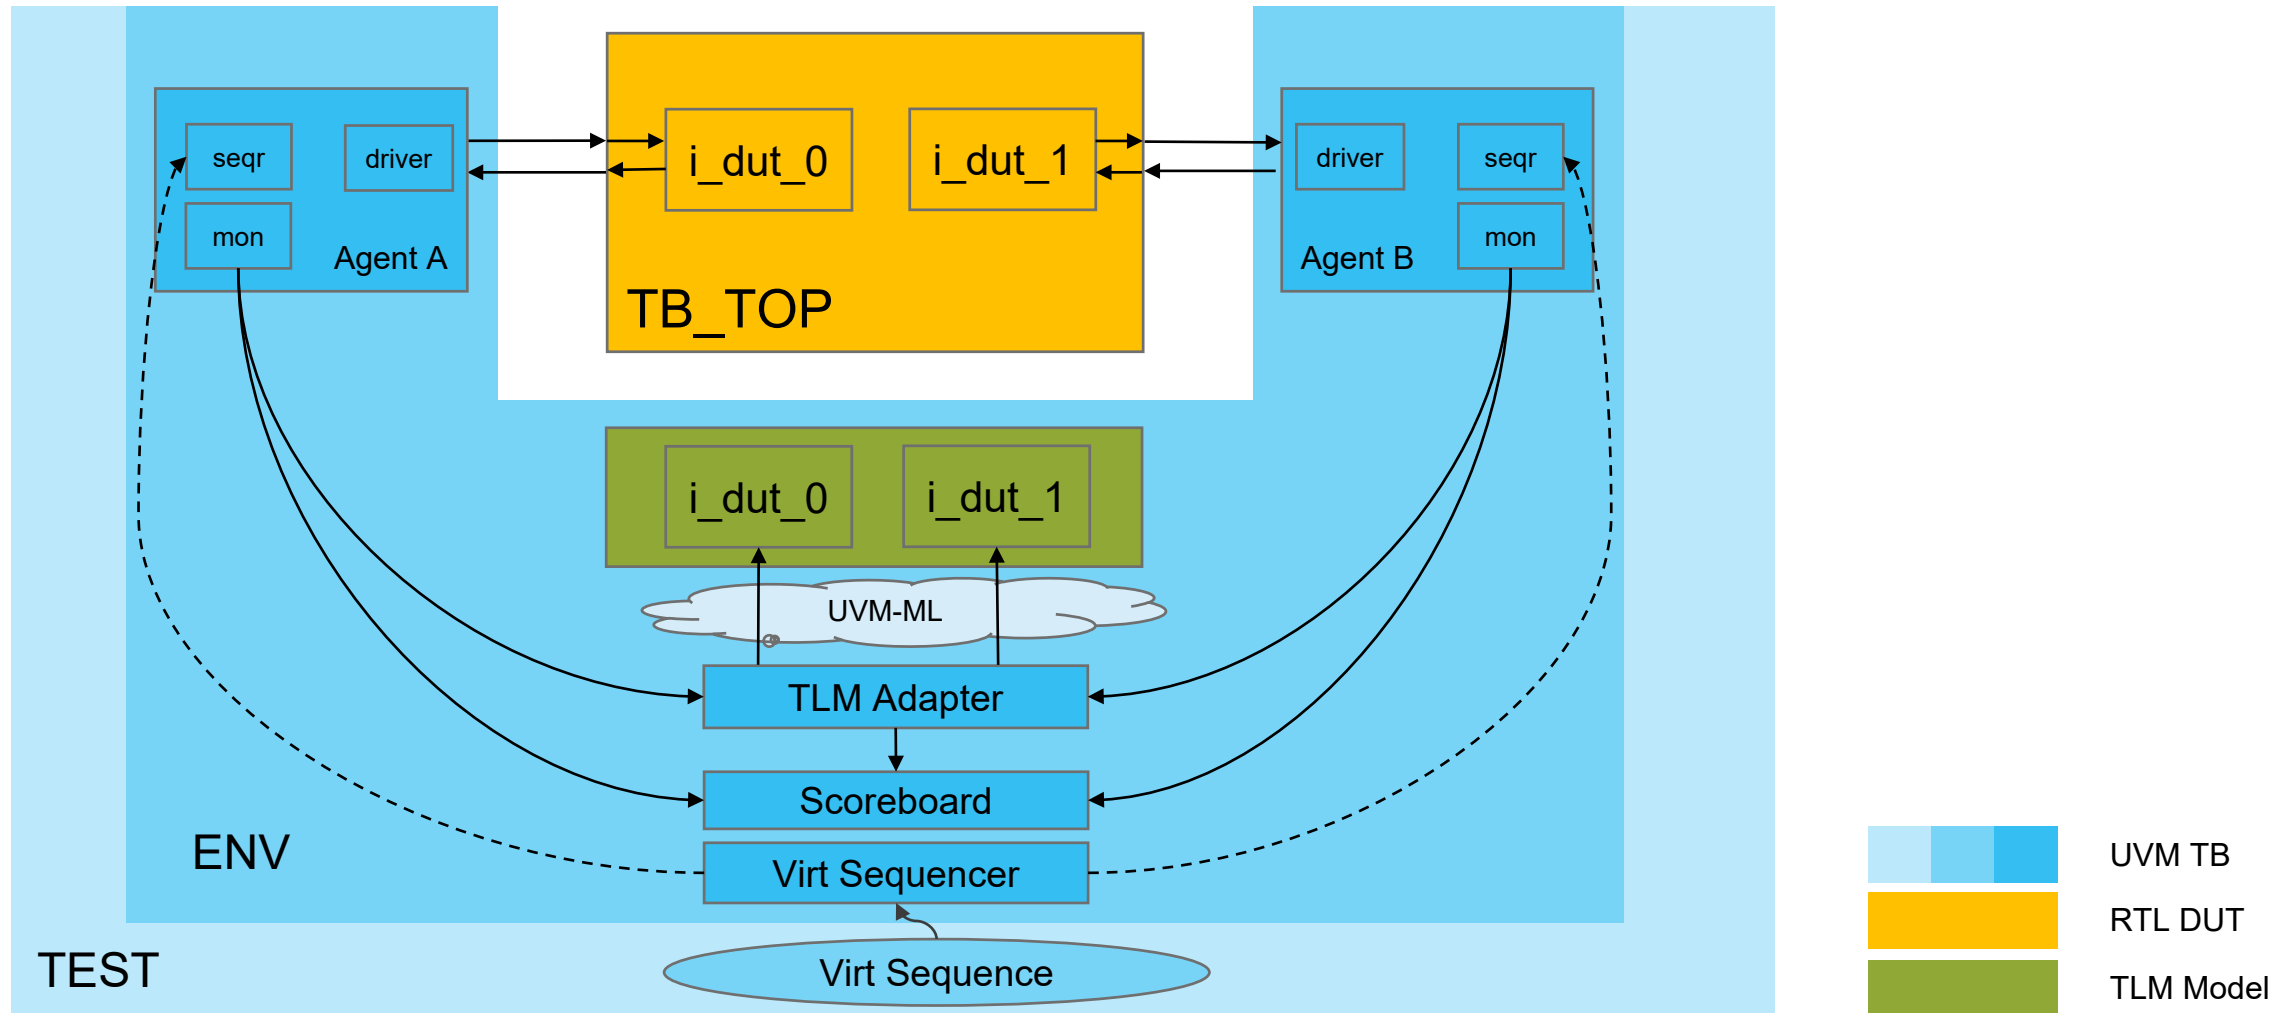 seqr
driver
mon
Agent A
i_dut_0
i_dut_1
TB_TOP
driver
seqr
mon
Agent B
i_dut_0
i_dut_1
UVM-ML
TLM Adapter
Scoreboard
Virt Sequencer
ENV
Virt Sequence
TEST
UVM TB
RTL DUT
TLM Model